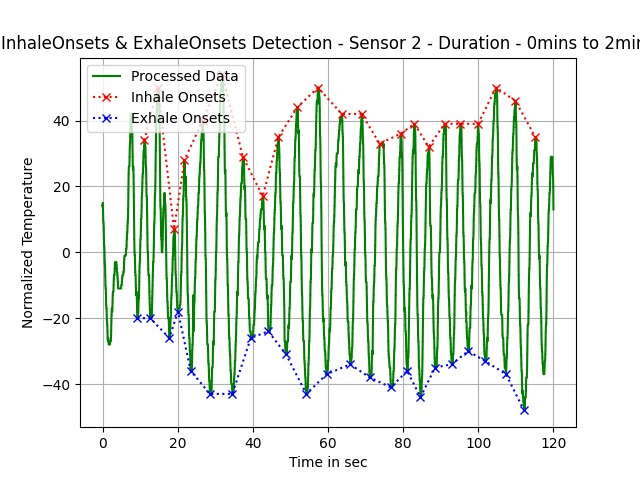 InhaleOnsets & ExhaleOnsets Detection - Sensor 2 - Duration - 0mins to 2min
Processed Data
Inhale Onsets
Exhale Onsets
Normalized Temperature
40
20
0
−20
−40
0 20 40 60 80 100 120
Time in sec